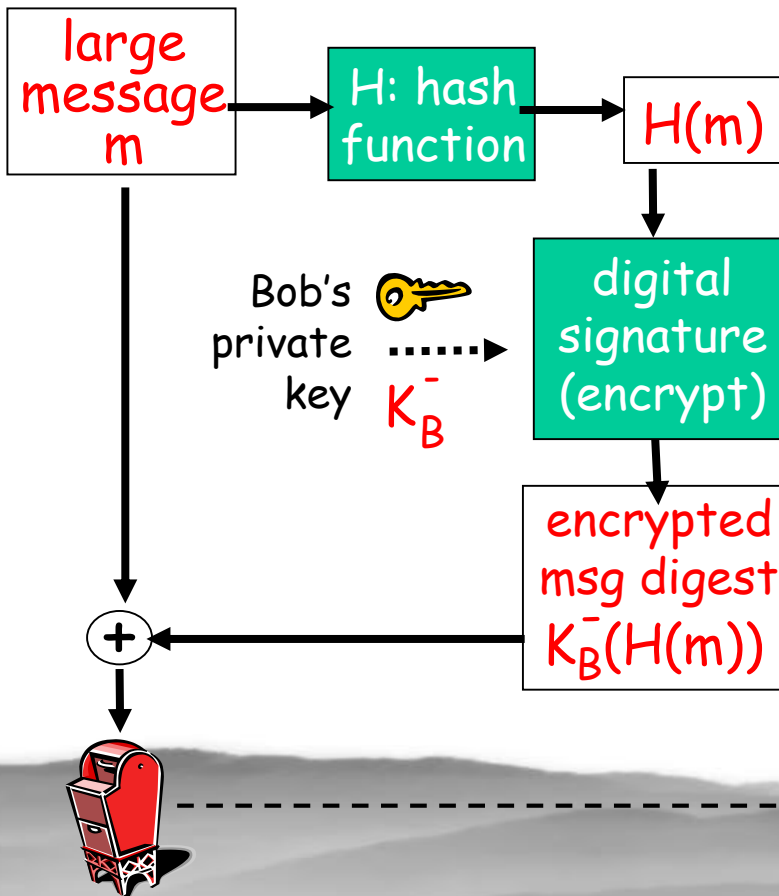 large
message
m
H: hash
function
H(m)
Bob's
private
key
K_B^-
digital
signature
(encrypt)
encrypted
msg digest
K_B^-(H(m))
+